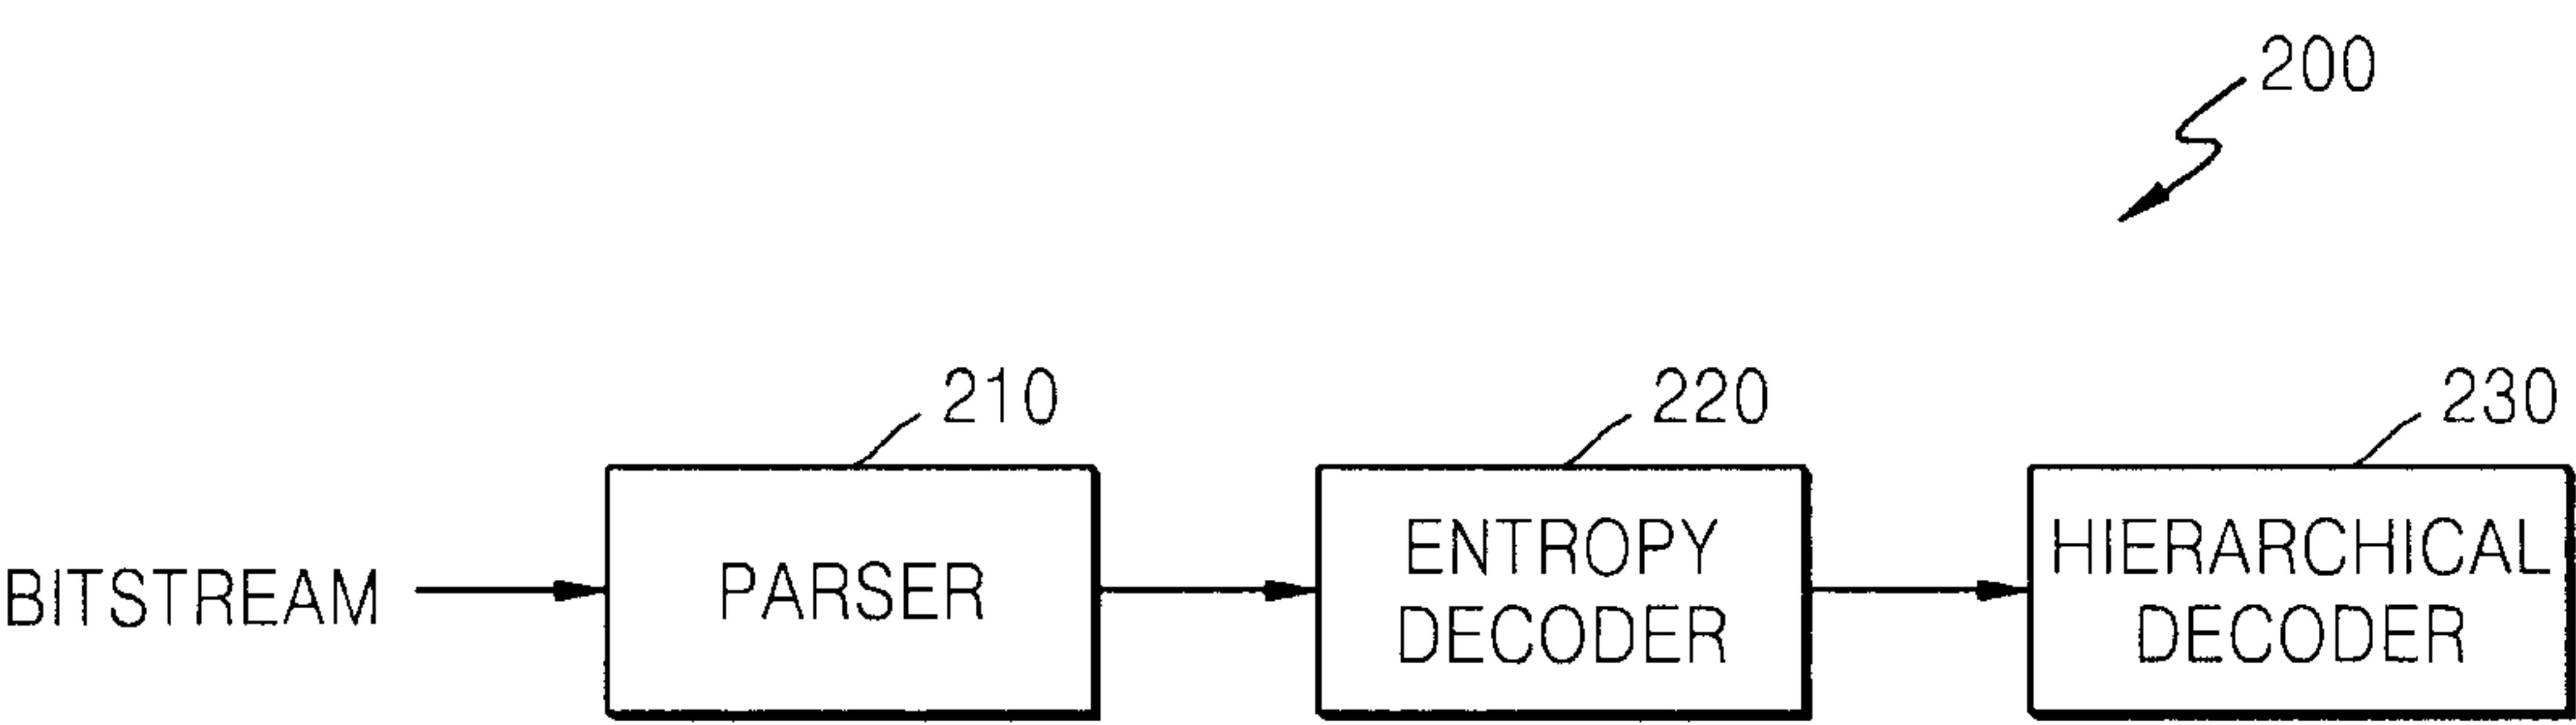 200
210
220
230
BITSTREAM
PARSER
ENTROPY
DECODER
HIERARCHICAL
DECODER